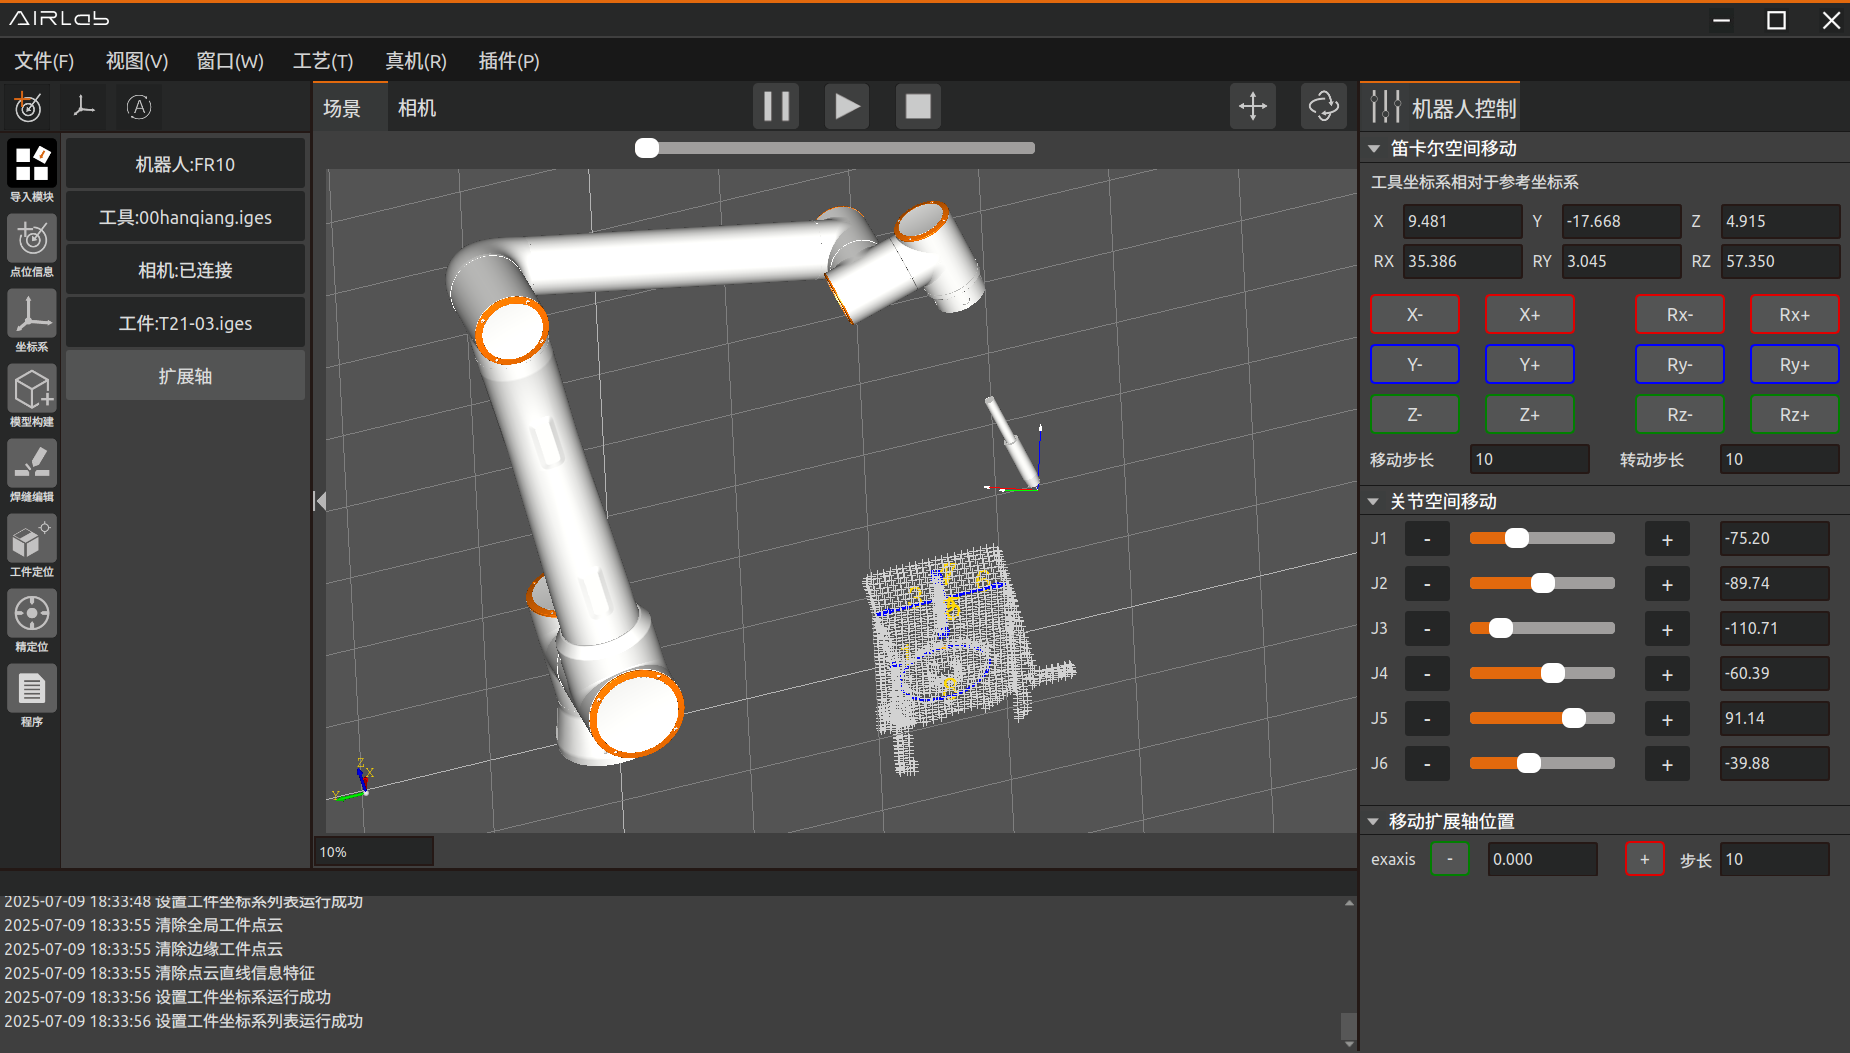 AIRLab
文件(F) 视图(V) 窗口(W) 工艺(T) 真机(R) 插件(P)
A
导入模块
点位信息
坐标系
模型构建
焊缝编辑
工件定位
精定位
程序
机器人:FR10
工具:00hanqiang.iges
相机:已连接
工件:T21-03.iges
扩展轴
场景 相机
Z
X
Y
10%
机器人控制
笛卡尔空间移动
工具坐标系相对于参考坐标系
X 9.481 Y -17.668 Z 4.915
RX 35.386 RY 3.045 RZ 57.350
X- X+ Rx- Rx+
Y- Y+ Ry- Ry+
Z- Z+ Rz- Rz+
移动步长 10 转动步长 10
关节空间移动
J1 - + -75.20
J2 - + -89.74
J3 - + -110.71
J4 - + -60.39
J5 - + 91.14
J6 - + -39.88
移动扩展轴位置
exaxis - 0.000 + 步长 10
2025-07-09 18:33:48 设置工件坐标系列表运行成功
2025-07-09 18:33:55 清除全局工件点云
2025-07-09 18:33:55 清除边缘工件点云
2025-07-09 18:33:55 清除点云直线信息特征
2025-07-09 18:33:56 设置工件坐标系运行成功
2025-07-09 18:33:56 设置工件坐标系列表运行成功